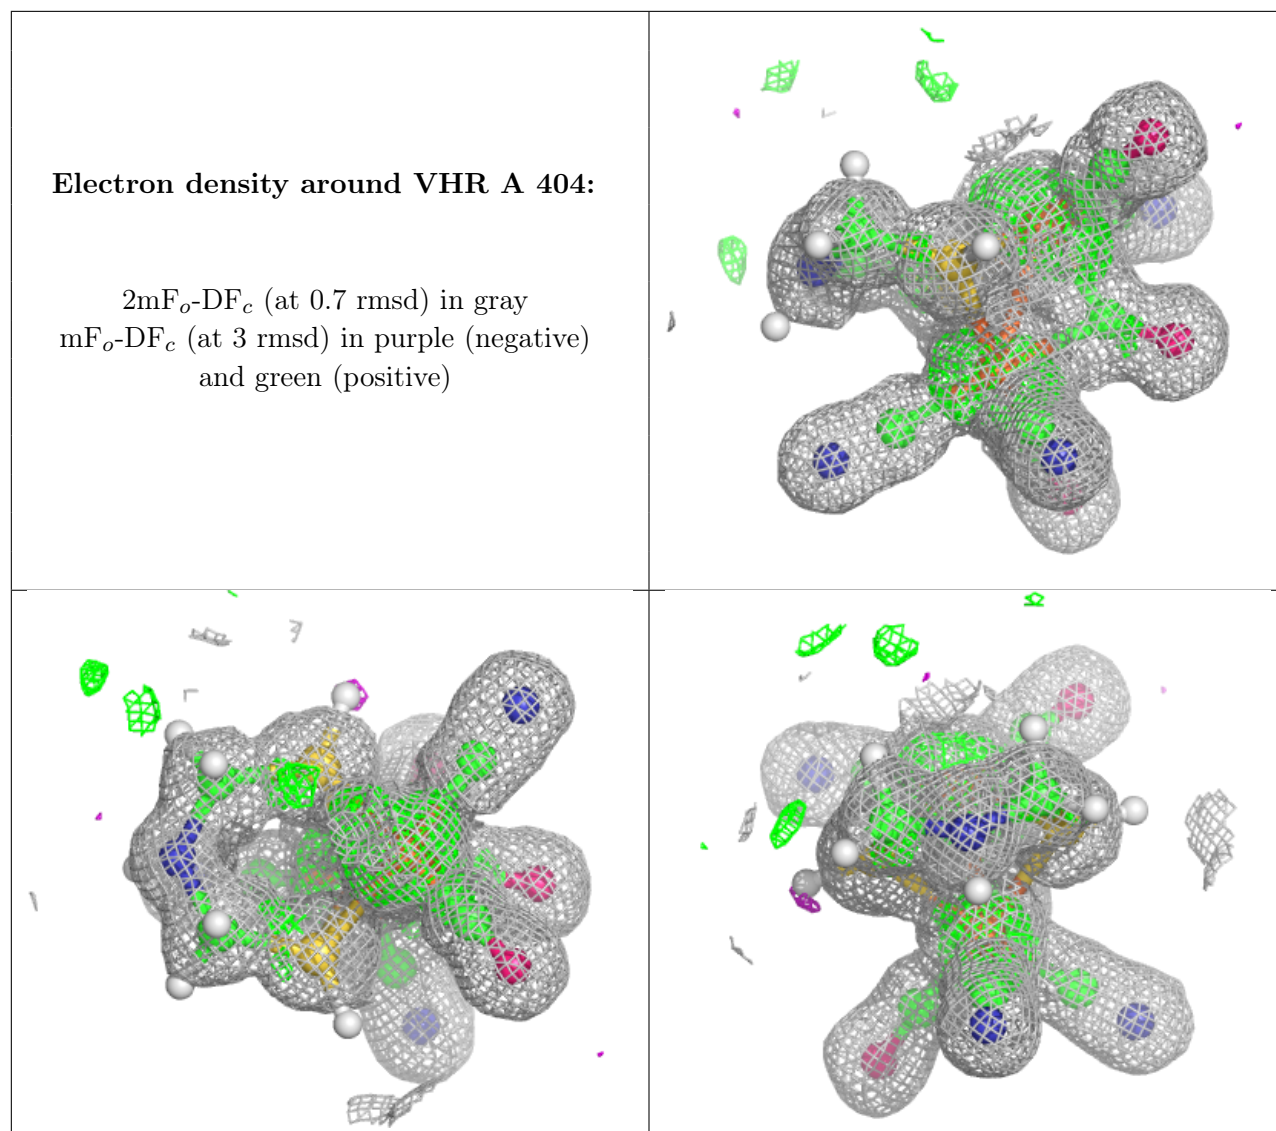 Electron density around VHR A 404:
2mFo-DFc (at 0.7 rmsd) in gray
mFo-DFc (at 3 rmsd) in purple (negative)
and green (positive)